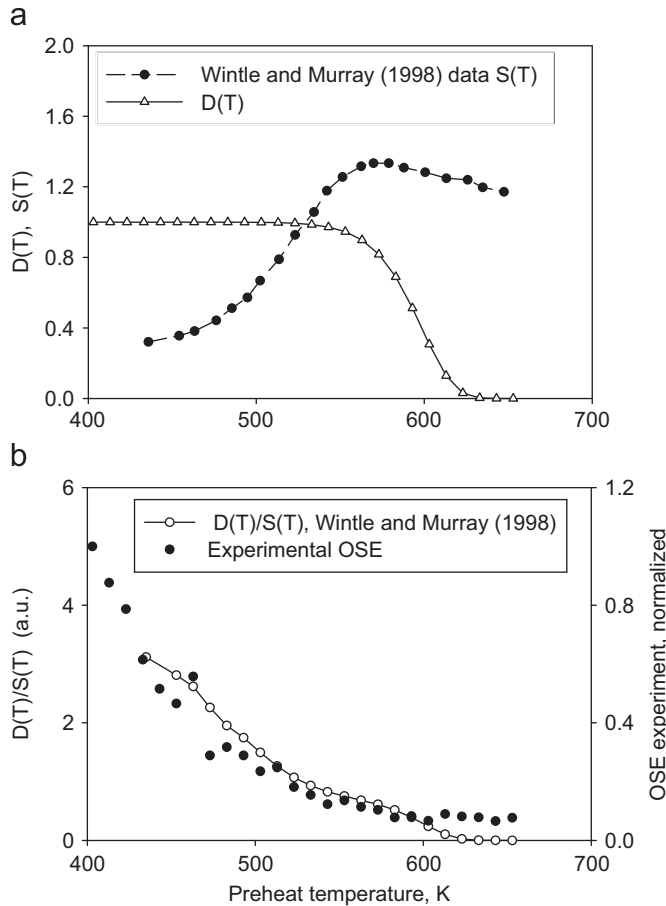 a
2.0
1.6
1.2
0.8
0.4
0.0
D(T), S(T)
Wintle and Murray (1998) data S(T)
D(T)
400 500 600 700
b
6
4
2
0
D(T)/S(T) (a.u.)
D(T)/S(T), Wintle and Murray (1998)
Experimental OSE
1.2
0.8
0.4
0.0
OSE experiment, normalized
400 500 600 700
Preheat temperature, K